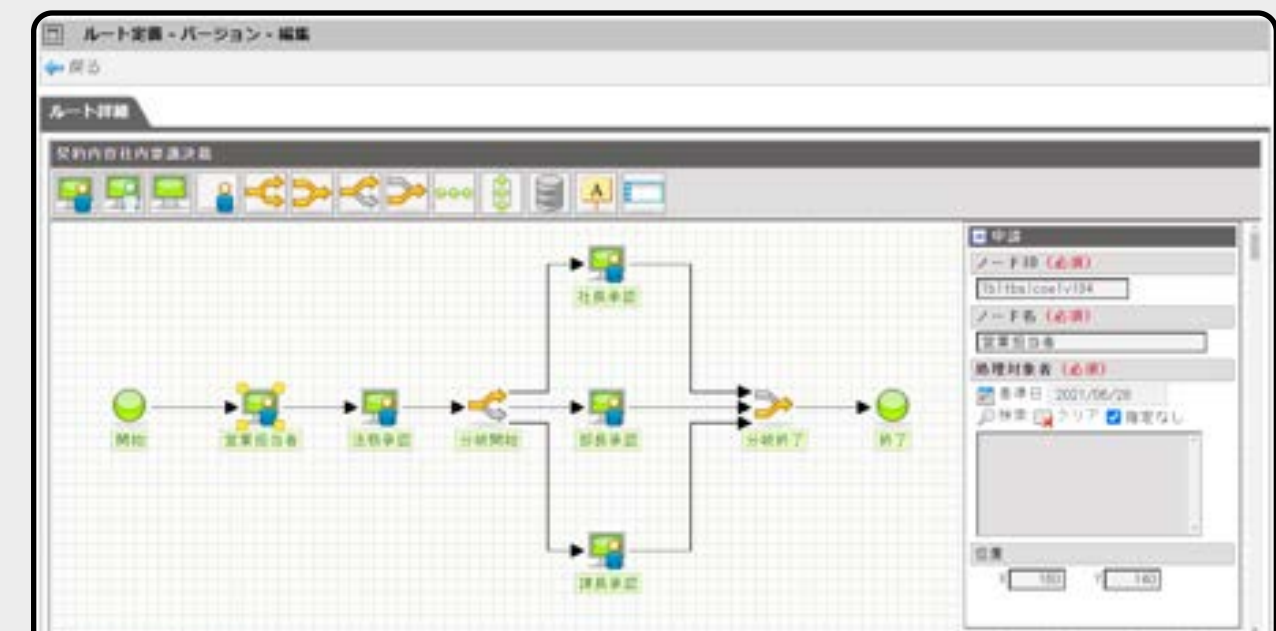 ルート定義 - バージョン - 編集
戻る
ルート詳細
契約内容社内稟議決裁
A
申請
ノードID（必須）
ノード名（必須）
営業担当者
処理対象者（必須）
基準日 2021/06/28
検索 クリア 指定なし
位置
X 160 Y 140
社長承認
開始
営業担当者
法務承認
分岐開始
部長承認
分岐終了
終了
課長承認